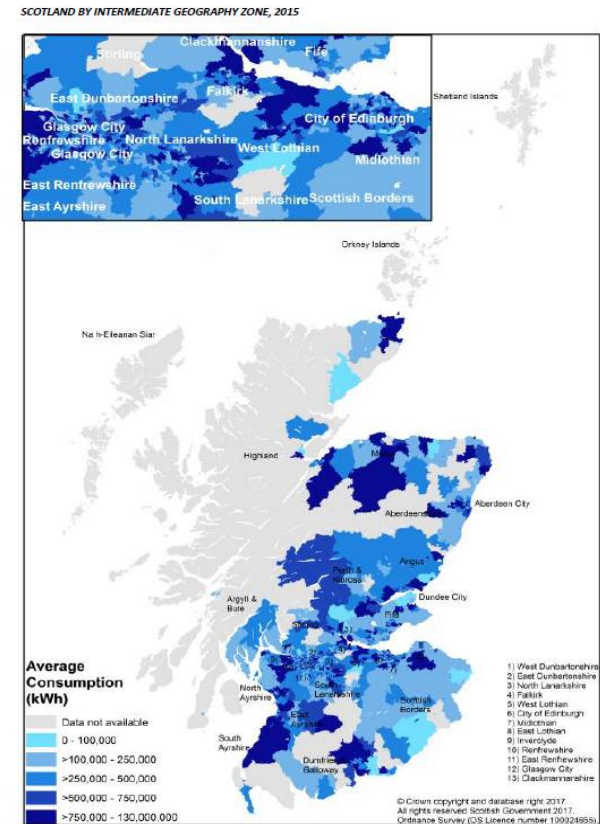 SCOTLAND BY INTERMEDIATE GEOGRAPHY ZONE, 2015
Clackmannanshire
Stirling
Fife
East Dunbartonshire
Falkirk
Glasgow City
City of Edinburgh
Renfrewshire
North Lanarkshire
West Lothian
Glasgow City
Midlothian
East Renfrewshire
South Lanarkshire
Scottish Borders
East Ayrshire
Shetland Islands
Orkney Islands
Na h-Eileanan Siar
Highland
Aberdeen City
Angus
Perth &
Kinross
Dundee City
Argyll &
Bute
Fife
North
Ayrshire
South
Lanarkshire
Scottish
Borders
East
Ayrshire
South
Ayrshire
Dumfries
Galloway
Average
Consumption
(kWh)
Data not available
0 - 100,000
>100,000 - 250,000
>250,000 - 500,000
>500,000 - 750,000
>750,000 - 130,000,000
1) West Dunbartonshire
2) East Dunbartonshire
3) North Lanarkshire
4) Falkirk
5) West Lothian
6) City of Edinburgh
7) Midlothian
8) East Lothian
9) Inverclyde
10) Renfrewshire
11) East Renfrewshire
12) Glasgow City
13) Clackmannanshire
© Crown copyright and database right 2017
All rights reserved Scottish Government 2017.
Ordnance Survey (OS Licence number 100024655)